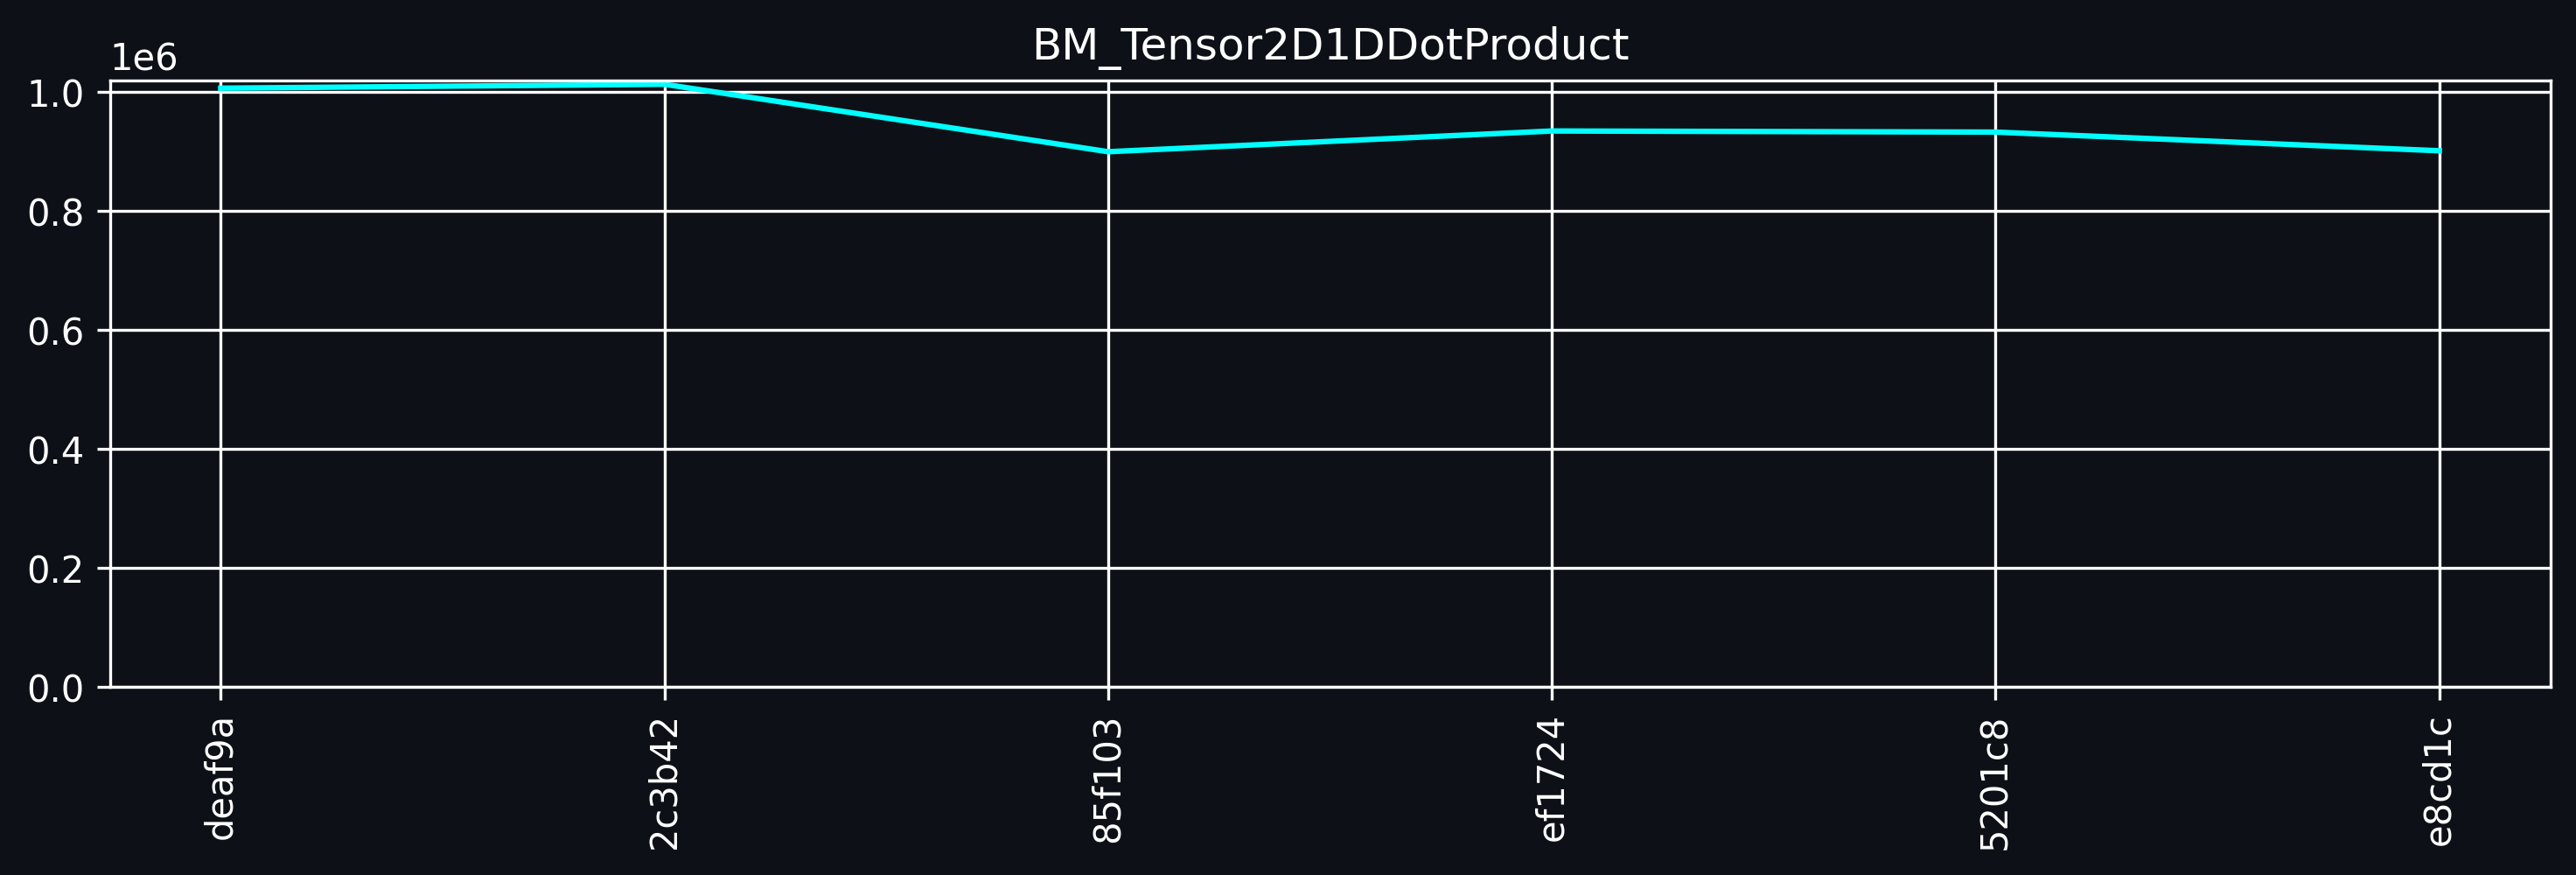 BM_Tensor2D1DDotProduct
1e6
1.0
0.8
0.6
0.4
0.2
0.0
deaf9a
2c3b42
85f103
ef1724
5201c8
e8cd1c